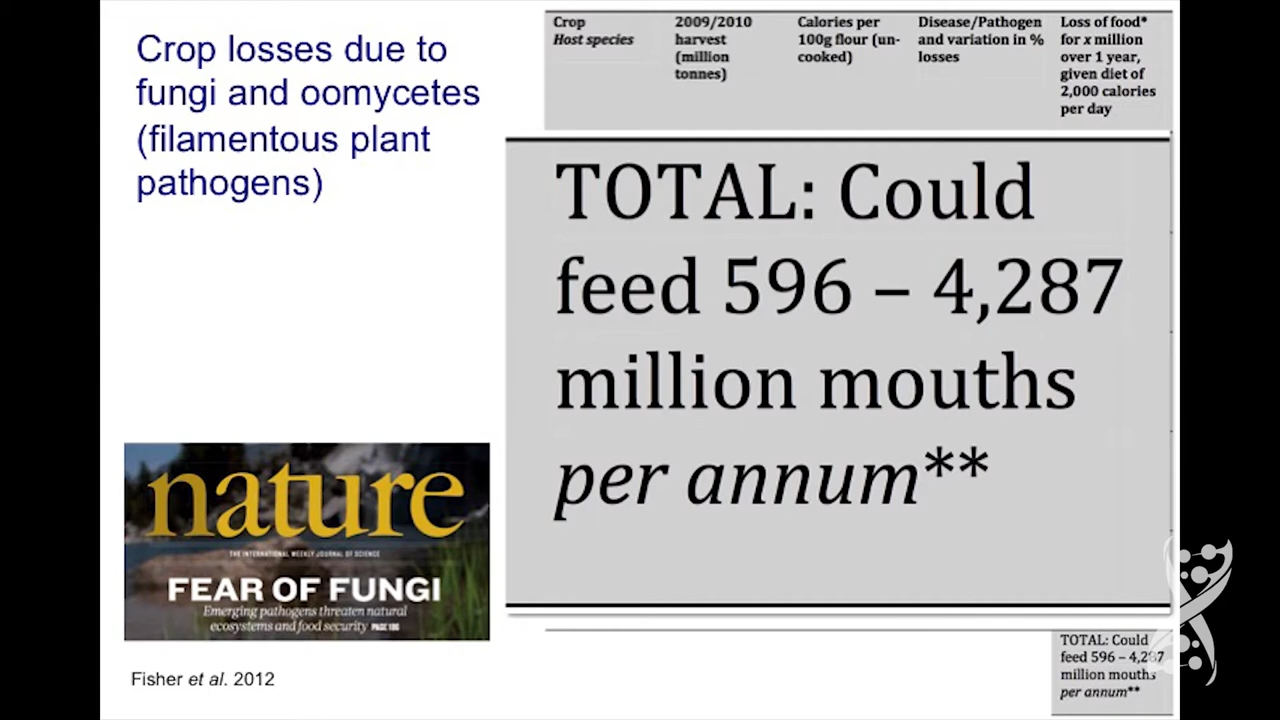 Crop losses due to
fungi and oomycetes
(filamentous plant
pathogens)
Crop
Host species
2009/2010
harvest
(million
tonnes)
Calories per
100g flour (un-
cooked)
Disease/Pathogen
and variation in %
losses
Loss of food*
for x million
over 1 year,
given diet of
2,000 calories
per day
TOTAL: Could
feed 596 – 4,287
million mouths
per annum**
nature
THE INTERNATIONAL WEEKLY JOURNAL OF SCIENCE
FEAR OF FUNGI
Emerging pathogens threaten natural
ecosystems and food security PAGE 186
Fisher et al. 2012
TOTAL: Could
feed 596 – 4,287
million mouths
per annum**